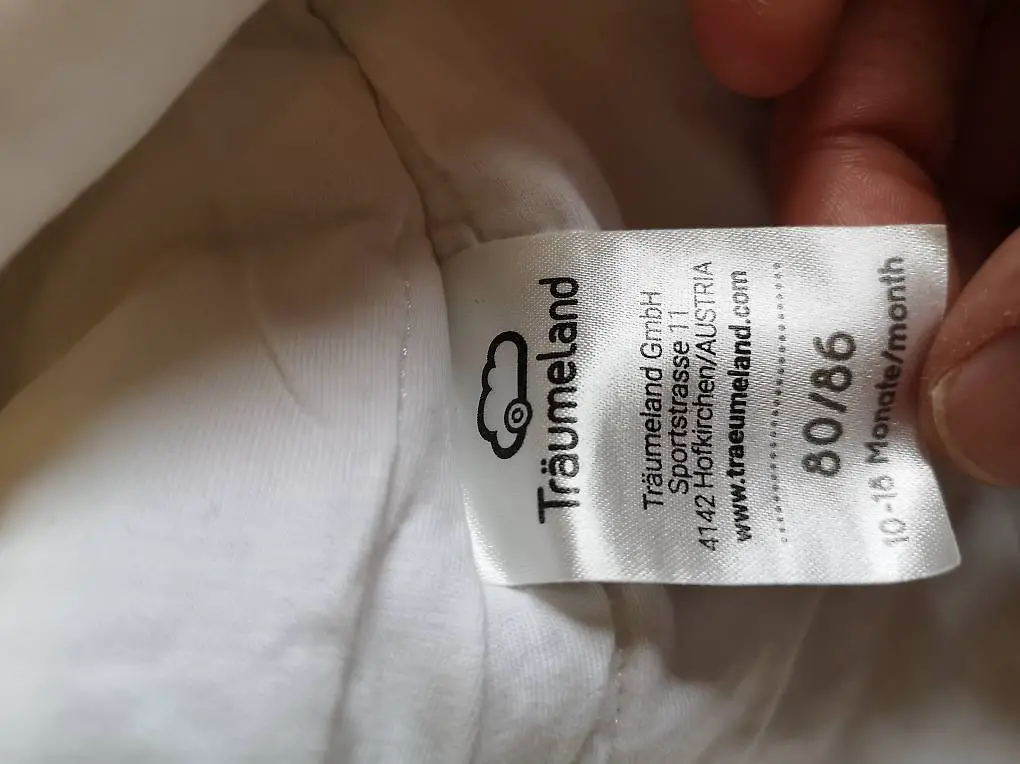 Träumeland
Träumeland GmbH
Sportstrasse 11
4142 Hofkirchen/AUSTRIA
www.traeumeland.com
80/86
10-18 Monate/month